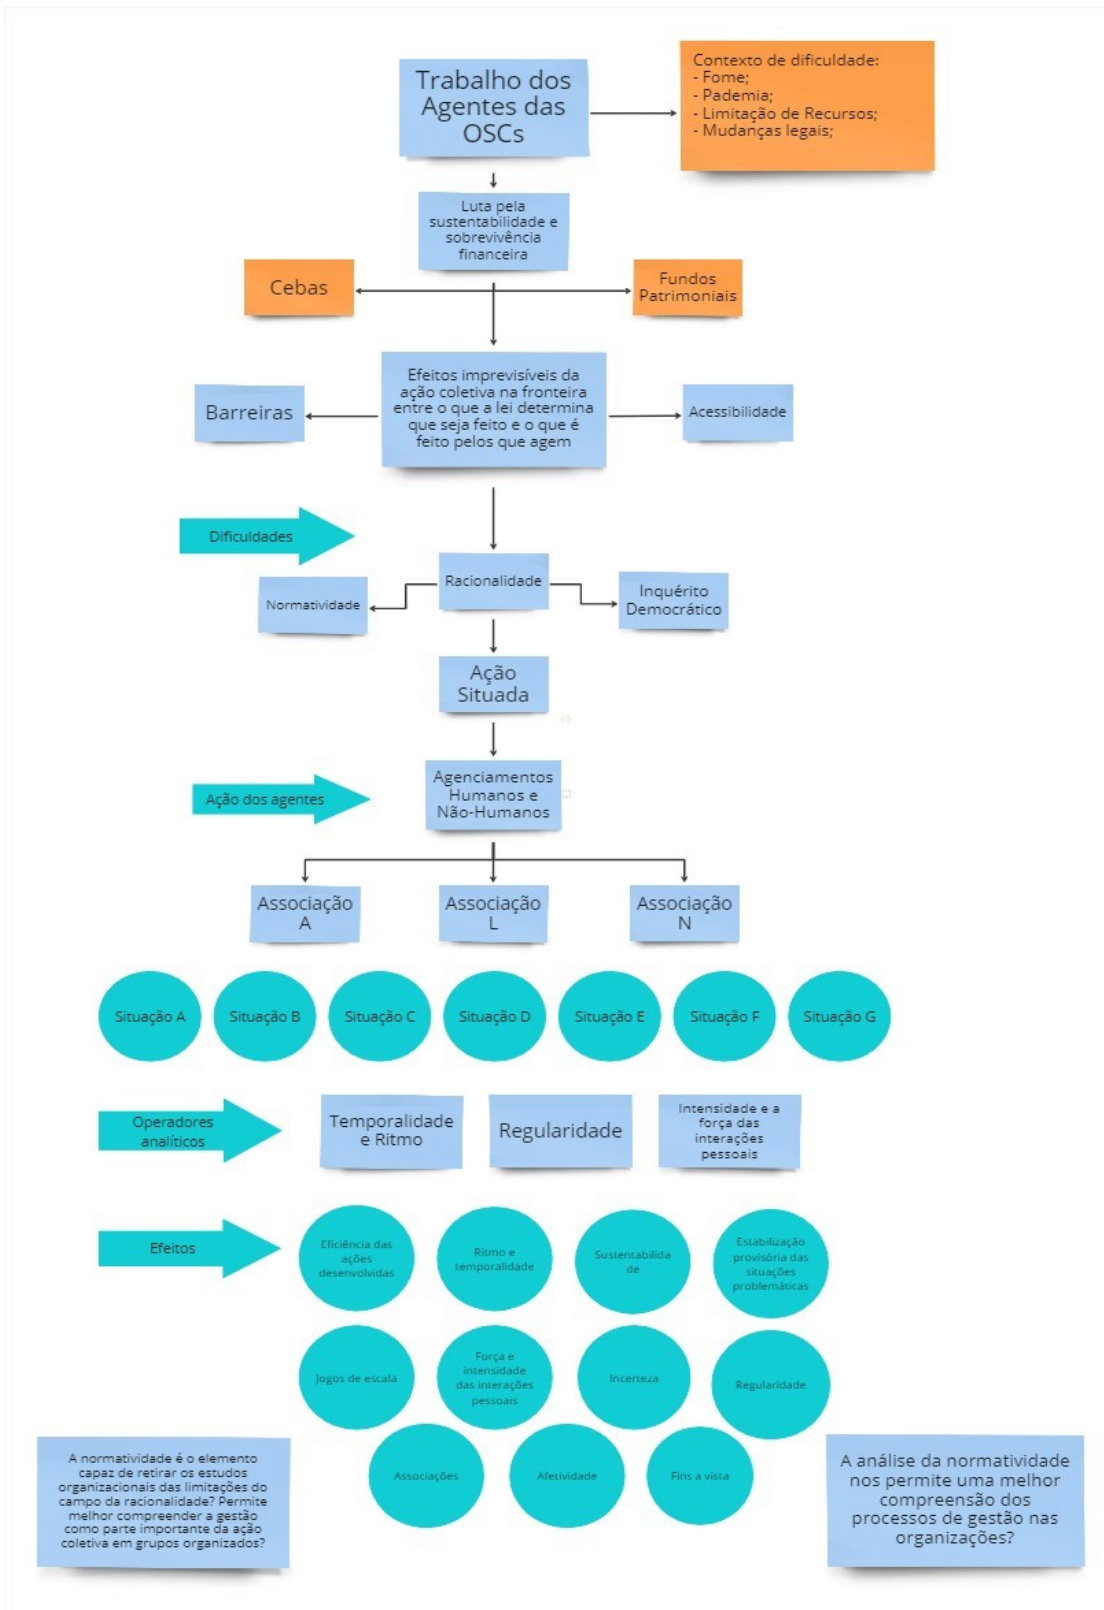 Trabalho dos
Agentes das
OSCs
Contexto de dificuldade:
- Fome;
- Pademia;
- Limitação de Recursos;
- Mudanças legais;
Luta pela
sustentabilidade e
sobrevivência
financeira
Cebas
Fundos
Patrimoniais
Efeitos imprevisíveis da
ação coletiva na fronteira
entre o que a lei determina
que seja feito e o que é
feito pelos que agem
Barreiras
Acessibilidade
Dificuldades
Racionalidade
Normatividade
Inquérito
Democrático
Ação
Situada
Ação dos agentes
Agenciamentos
Humanos e
Não-Humanos
Associação
A
Associação
L
Associação
N
Situação A
Situação B
Situação C
Situação D
Situação E
Situação F
Situação G
Operadores
analíticos
Temporalidade
e Ritmo
Regularidade
Intensidade e a
força das
interações
pessoais
Efeitos
Eficiência das
ações
desenvolvidas
Ritmo e
temporalidade
Sustentabilida
de
Estabilização
provisória das
situações
problemáticas
Jogos de escala
Força e
intensidade
das interações
pessoais
Incerteza
Regularidade
Associações
Afetividade
Fins a vista
A normatividade é o elemento
capaz de retirar os estudos
organizacionais das limitações do
campo da racionalidade? Permite
melhor compreender a gestão
como parte importante da ação
coletiva em grupos organizados?
A análise da normatividade
nos permite uma melhor
compreensão dos
processos de gestão nas
organizações?